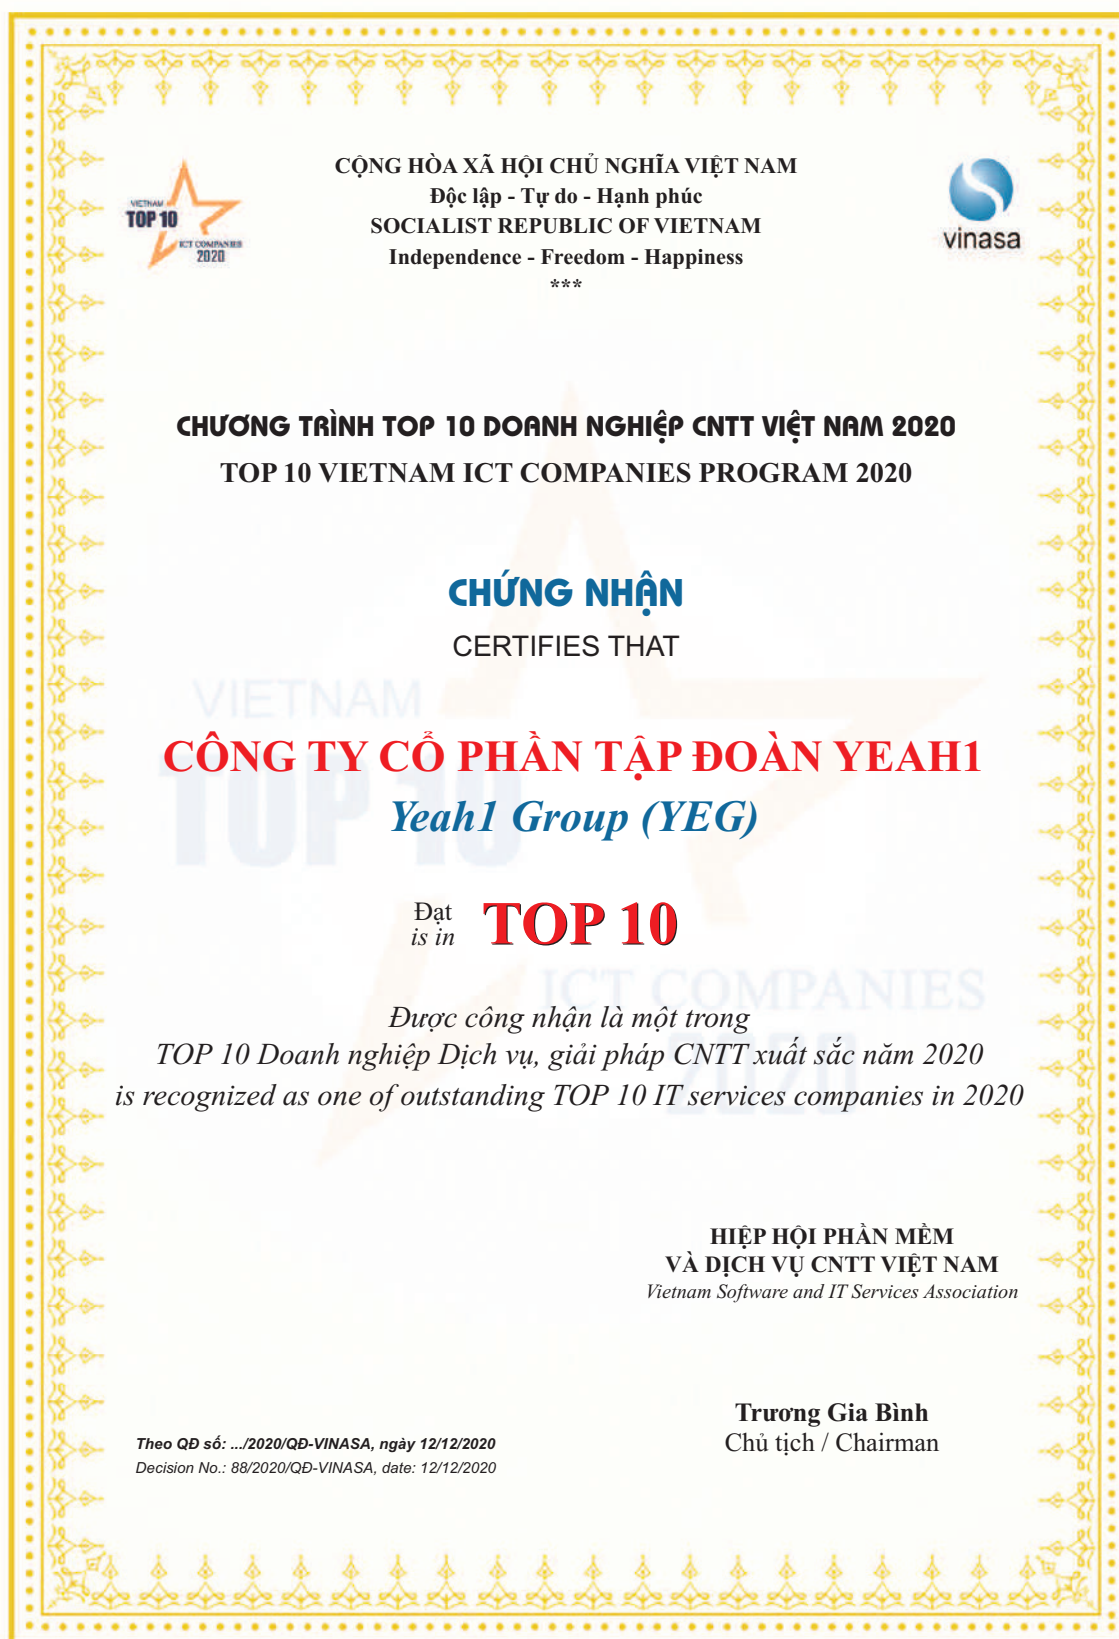 VIETNAM
TOP 10
ICT COMPANIES
2020
CỘNG HÒA XÃ HỘI CHỦ NGHĨA VIỆT NAM
Độc lập - Tự do - Hạnh phúc
SOCIALIST REPUBLIC OF VIETNAM
Independence - Freedom - Happiness
***
vinasa
CHƯƠNG TRÌNH TOP 10 DOANH NGHIỆP CNTT VIỆT NAM 2020
TOP 10 VIETNAM ICT COMPANIES PROGRAM 2020
CHỨNG NHẬN
CERTIFIES THAT
VIETNAM
TOP 10
ICT COMPANIES
2020
CÔNG TY CỔ PHẦN TẬP ĐOÀN YEAH1
Yeah1 Group (YEG)
Đạt
is in
TOP 10
Được công nhận là một trong
TOP 10 Doanh nghiệp Dịch vụ, giải pháp CNTT xuất sắc năm 2020
is recognized as one of outstanding TOP 10 IT services companies in 2020
HIỆP HỘI PHẦN MỀM
VÀ DỊCH VỤ CNTT VIỆT NAM
Vietnam Software and IT Services Association
Trương Gia Bình
Chủ tịch / Chairman
Theo QĐ số: .../2020/QĐ-VINASA, ngày 12/12/2020
Decision No.: 88/2020/QĐ-VINASA, date: 12/12/2020